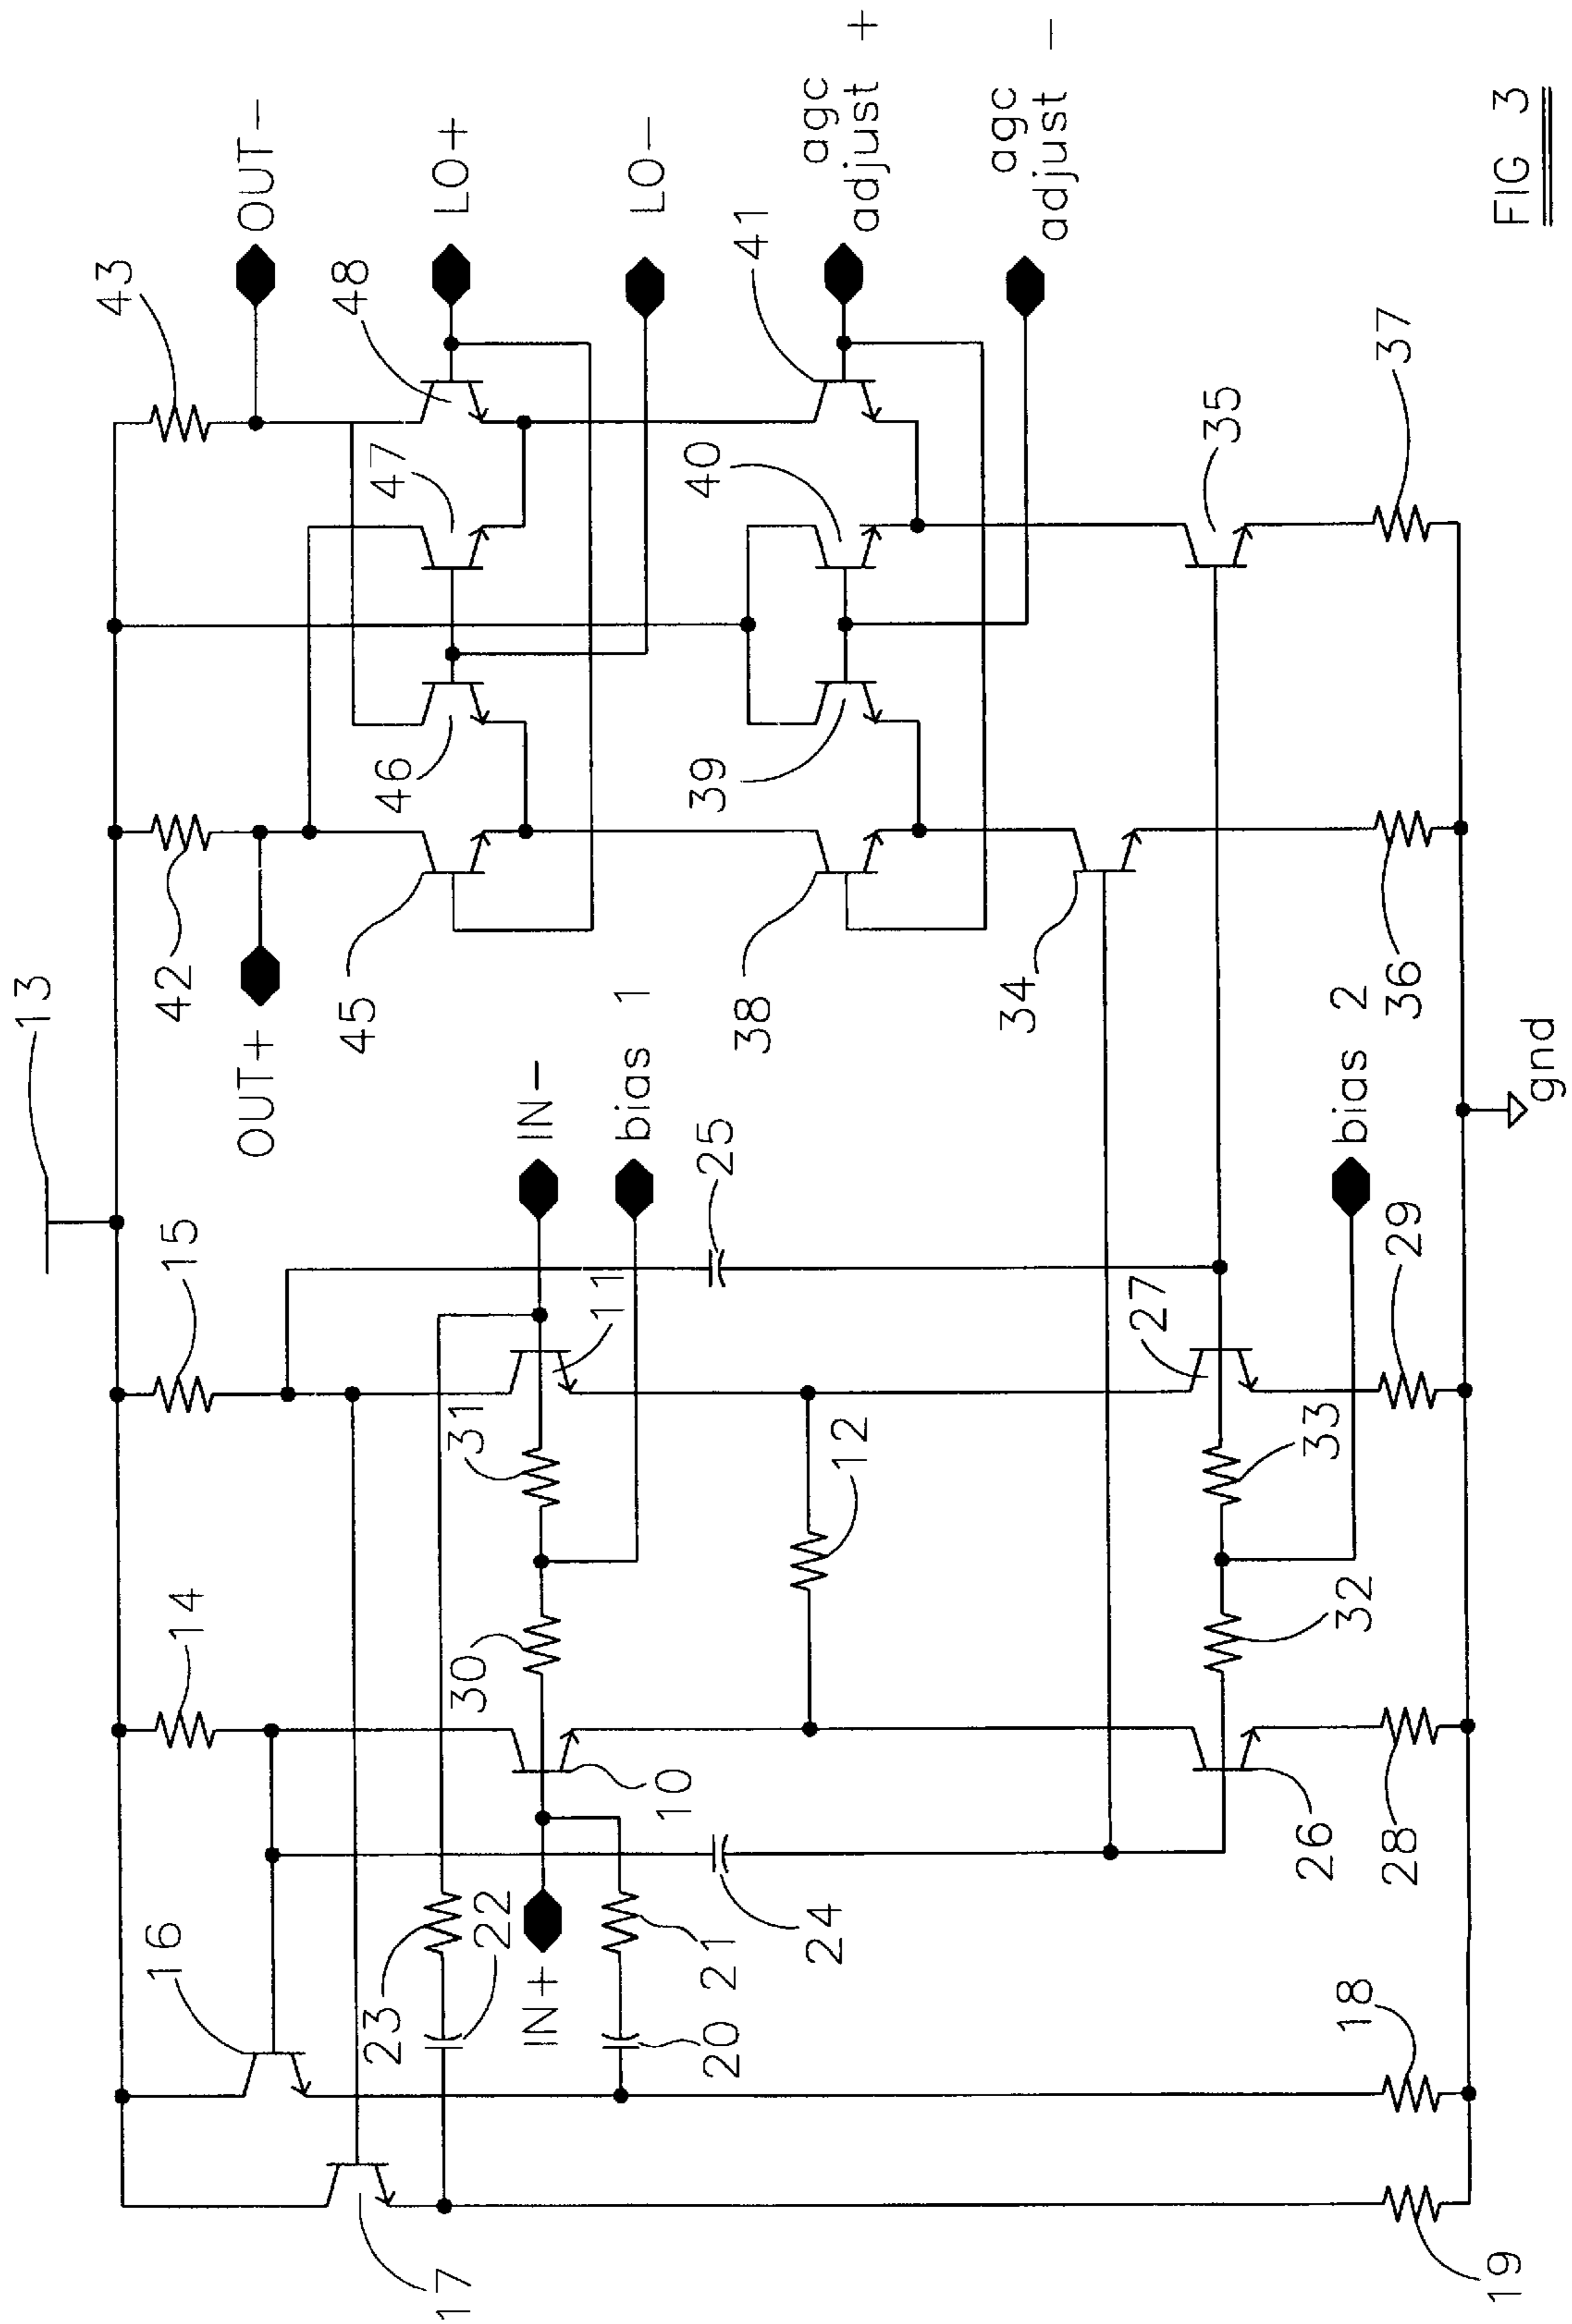 13
43
OUT-
42
OUT+
15
14
16
17
LO+
48
47
46
45
LO-
IN-
bias 1
11
31
30
10
23
22
IN+
21
20
25
24
12
agc
adjust +
41
40
39
38
agc
adjust -
35
34
27
33
32
26
37
36
bias 2
29
28
18
19
gnd
FIG 3